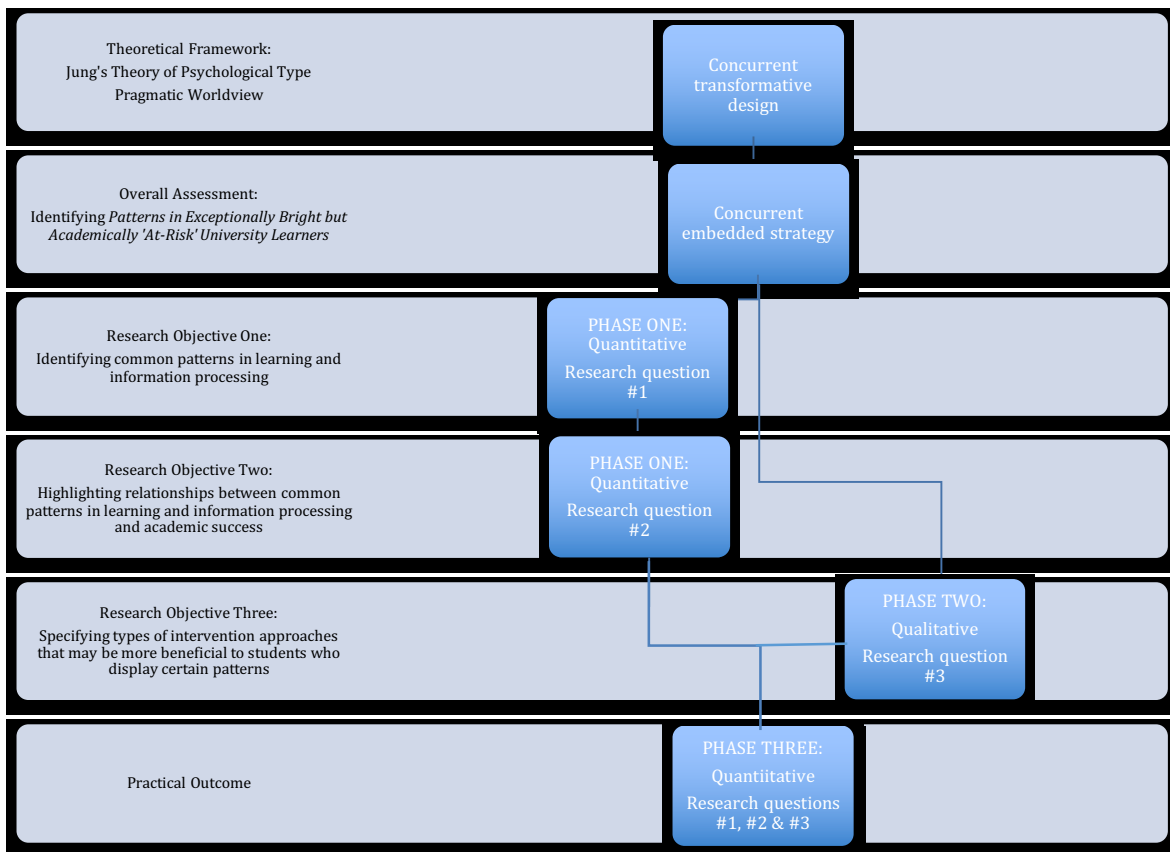 Theoretical Framework:
Jung's Theory of Psychological Type
Pragmatic Worldview
Concurrent
transformative
design
Overall Assessment:
Identifying Patterns in Exceptionally Bright but
Academically 'At-Risk' University Learners
Concurrent
embedded strategy
Research Objective One:
Identifying common patterns in learning and
information processing
PHASE ONE:
Quantitative
Research question
#1
Research Objective Two:
Highlighting relationships between common
patterns in learning and information processing
and academic success
PHASE ONE:
Quantitative
Research question
#2
Research Objective Three:
Specifying types of intervention approaches
that may be more beneficial to students who
display certain patterns
PHASE TWO:
Qualitative
Research question
#3
Practical Outcome
PHASE THREE:
Quantiitative
Research questions
#1, #2 & #3